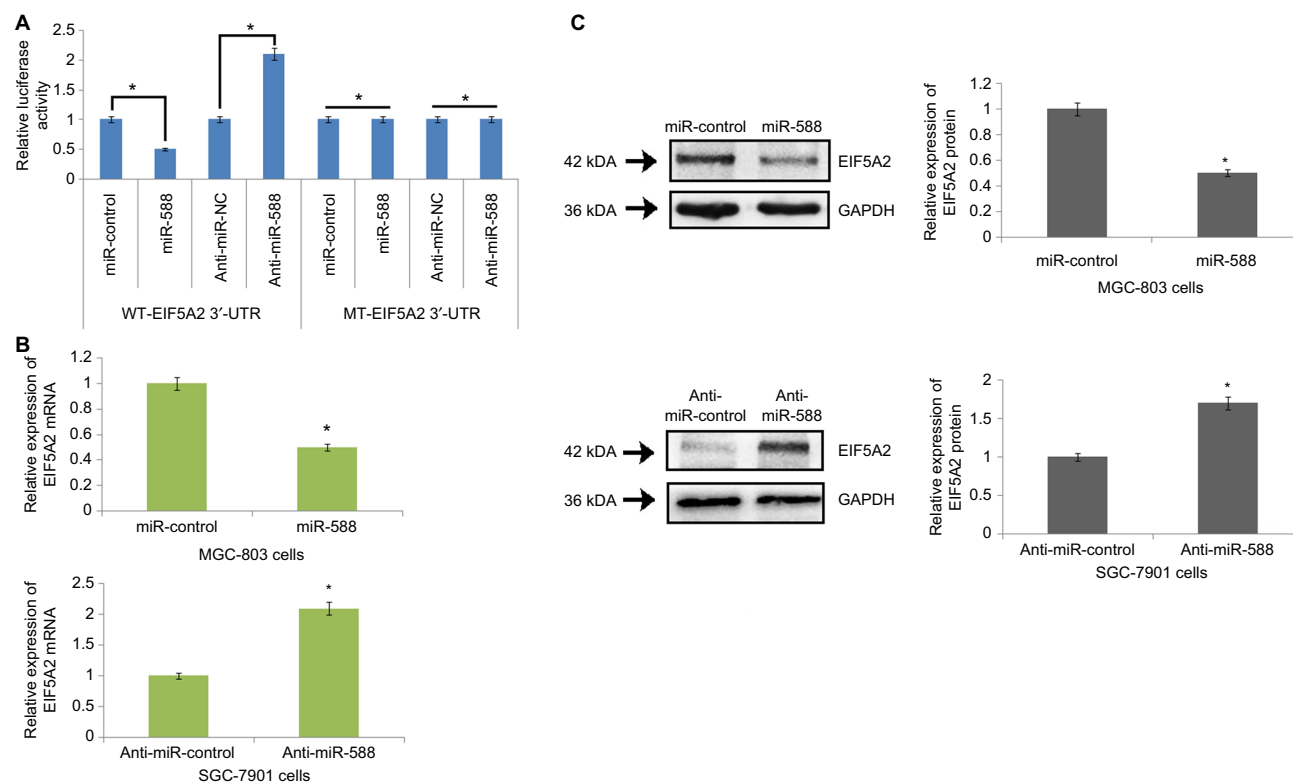 A
Relative luciferase
activity
2.5
2
1.5
1
0.5
0
*
*
*
*
miR-control
miR-588
Anti-miR-NC
Anti-miR-588
miR-control
miR-588
Anti-miR-NC
Anti-miR-588
WT-EIF5A2 3′-UTR
MT-EIF5A2 3′-UTR
B
Relative expression of
EIF5A2 mRNA
1.2
1
0.8
0.6
0.4
0.2
0
*
miR-control
miR-588
MGC-803 cells
Relative expression of
EIF5A2 mRNA
2.5
2
1.5
1
0.5
0
*
Anti-miR-control
Anti-miR-588
SGC-7901 cells
C
miR-control miR-588
42 kDA
EIF5A2
36 kDA
GAPDH
Relative expression of
EIF5A2 protein
1.2
1
0.8
0.6
0.4
0.2
0
*
miR-control
miR-588
MGC-803 cells
Anti-
miR-control
Anti-
miR-588
42 kDA
EIF5A2
36 kDA
GAPDH
Relative expression of
EIF5A2 protein
2
1.5
1
0.5
0
*
Anti-miR-control
Anti-miR-588
SGC-7901 cells